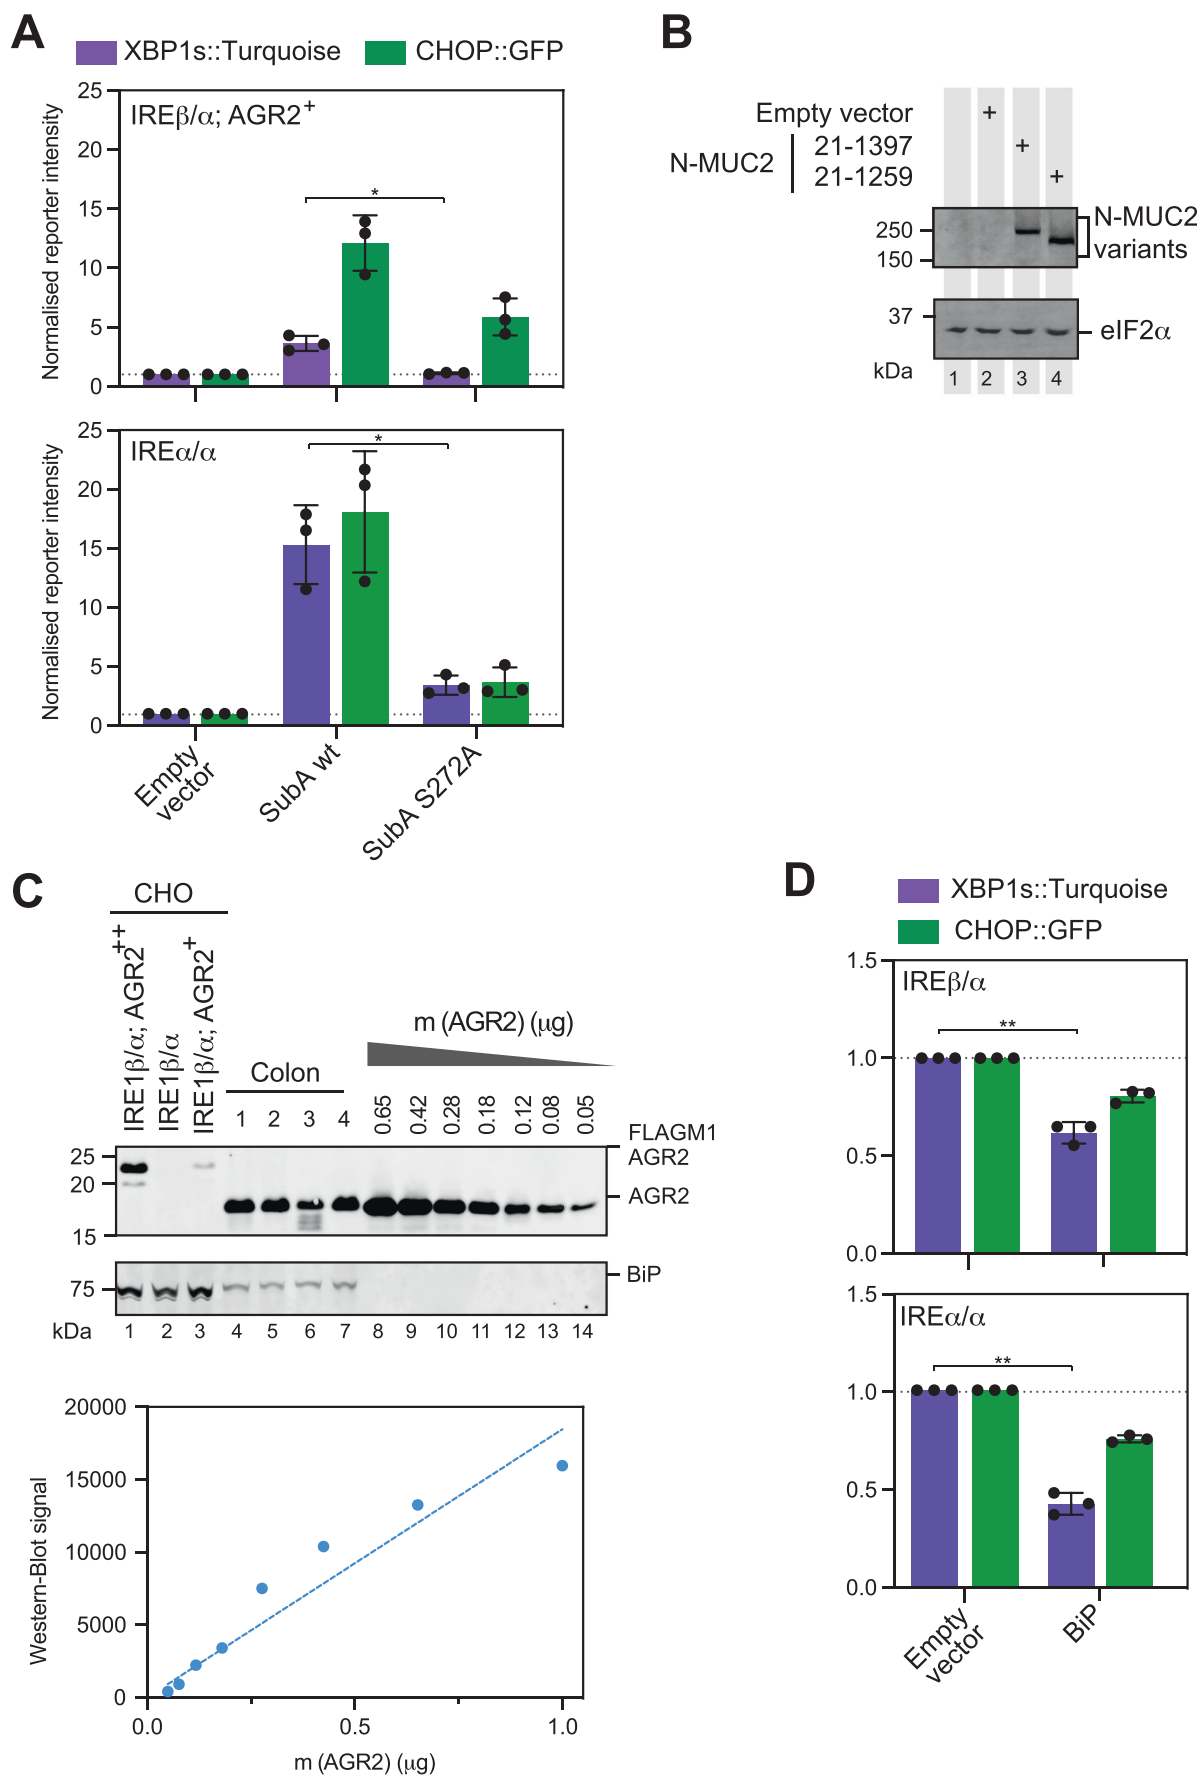 A
XBP1s::Turquoise
CHOP::GFP
Normalised reporter intensity
25
20
15
10
5
0
IREβ/α; AGR2+
*
Normalised reporter intensity
25
20
15
10
5
0
IREα/α
*
Empty
vector
SubA wt
SubA S272A
B
Empty vector
+
N-MUC2
21-1397
+
21-1259
+
250
150
N-MUC2
variants
37
eIF2α
kDa
1 2 3 4
C
CHO
IRE1β/α; AGR2++
IRE1β/α
IRE1β/α; AGR2+
Colon
1 2 3 4
m (AGR2) (μg)
0.65 0.42 0.28 0.18 0.12 0.08 0.05
25
20
15
FLAGM1
AGR2
AGR2
75
BiP
kDa
1 2 3 4 5 6 7 8 9 10 11 12 13 14
Western-Blot signal
20000
15000
10000
5000
0
0.0 0.5 1.0
m (AGR2) (μg)
D
XBP1s::Turquoise
CHOP::GFP
1.5
1.0
0.5
0.0
IREβ/α
**
1.5
1.0
0.5
0.0
IREα/α
**
Empty
vector
BiP